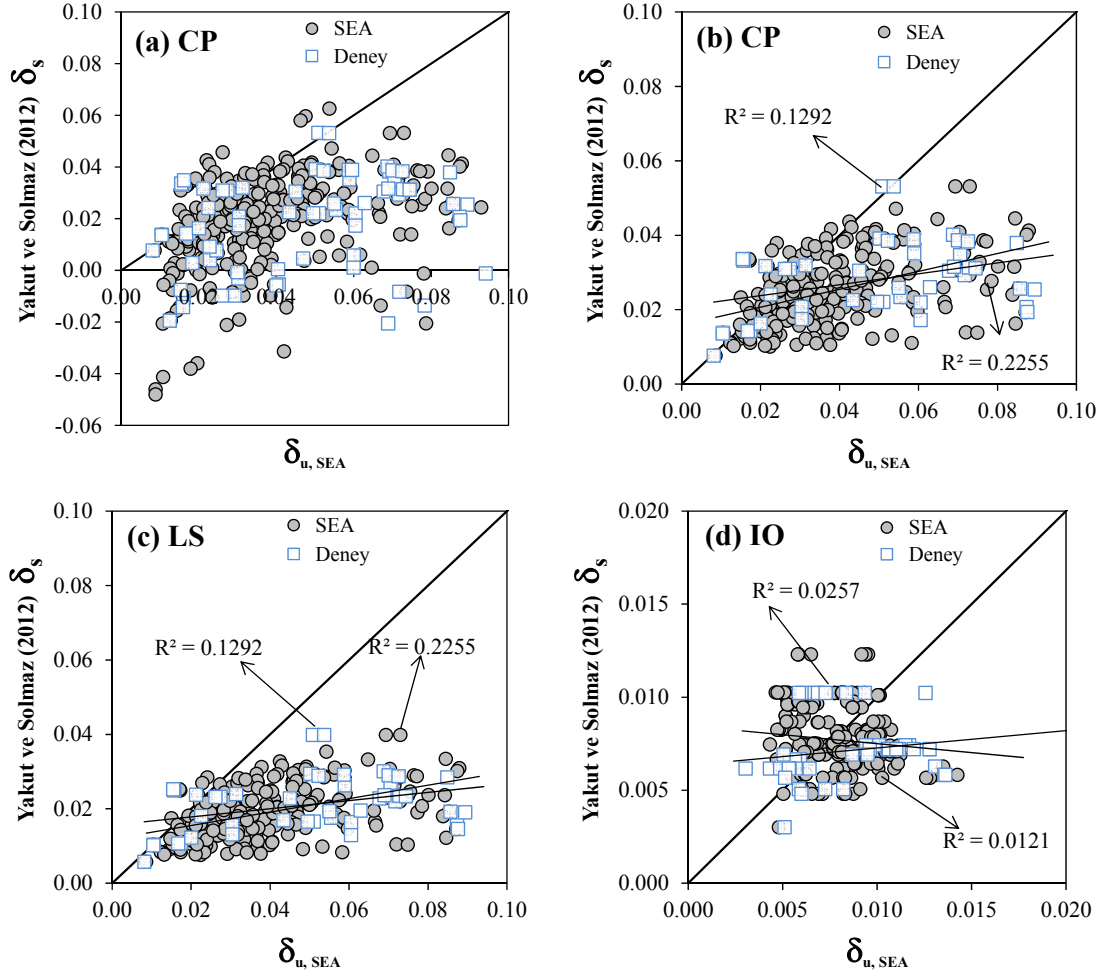 (a) CP
SEA
Deney
Yakut ve Solmaz (2012) δs
0.10
0.08
0.06
0.04
0.02
0.00
-0.02
-0.04
-0.06
0.00 0.02 0.04 0.06 0.08 0.10
δu, SEA
(b) CP
SEA
Deney
R² = 0.1292
R² = 0.2255
Yakut ve Solmaz (2012) δs
0.10
0.08
0.06
0.04
0.02
0.00
0.00 0.02 0.04 0.06 0.08 0.10
δu, SEA
(c) LS
SEA
Deney
R² = 0.1292
R² = 0.2255
Yakut ve Solmaz (2012) δs
0.10
0.08
0.06
0.04
0.02
0.00
0.00 0.02 0.04 0.06 0.08 0.10
δu, SEA
(d) IO
SEA
Deney
R² = 0.0257
R² = 0.0121
Yakut ve Solmaz (2012) δs
0.020
0.015
0.010
0.005
0.000
0.000 0.005 0.010 0.015 0.020
δu, SEA